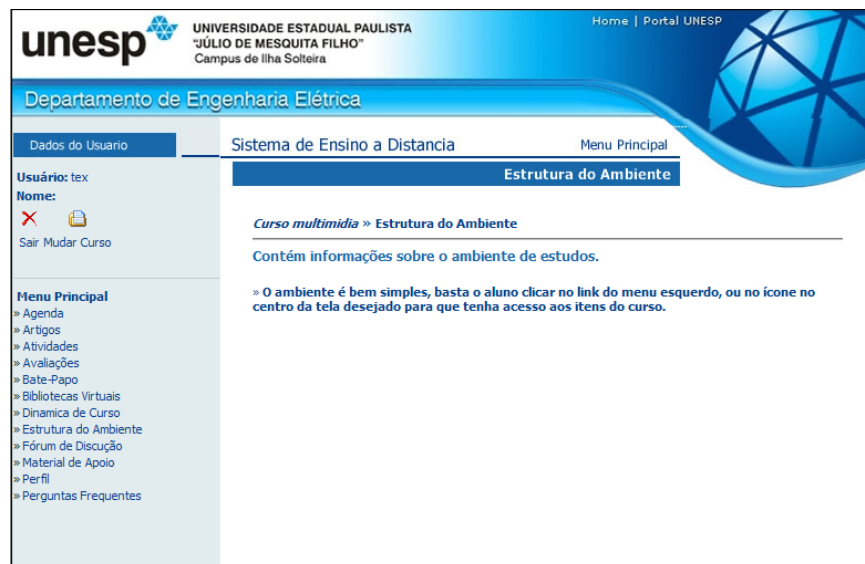 Home | Portal UNESP
unesp
UNIVERSIDADE ESTADUAL PAULISTA
"JÚLIO DE MESQUITA FILHO"
Campus de Ilha Solteira
Departamento de Engenharia Elétrica
Dados do Usuario
Usuário: tex
Nome:
Sair Mudar Curso
Menu Principal
» Agenda
» Artigos
» Atividades
» Avaliações
» Bate-Papo
» Bibliotecas Virtuais
» Dinamica de Curso
» Estrutura do Ambiente
» Fórum de Discução
» Material de Apoio
» Perfil
» Perguntas Frequentes
Sistema de Ensino a Distancia
Menu Principal
Estrutura do Ambiente
Curso multimidia » Estrutura do Ambiente
Contém informações sobre o ambiente de estudos.
» O ambiente é bem simples, basta o aluno clicar no link do menu esquerdo, ou no ícone no
centro da tela desejado para que tenha acesso aos itens do curso.